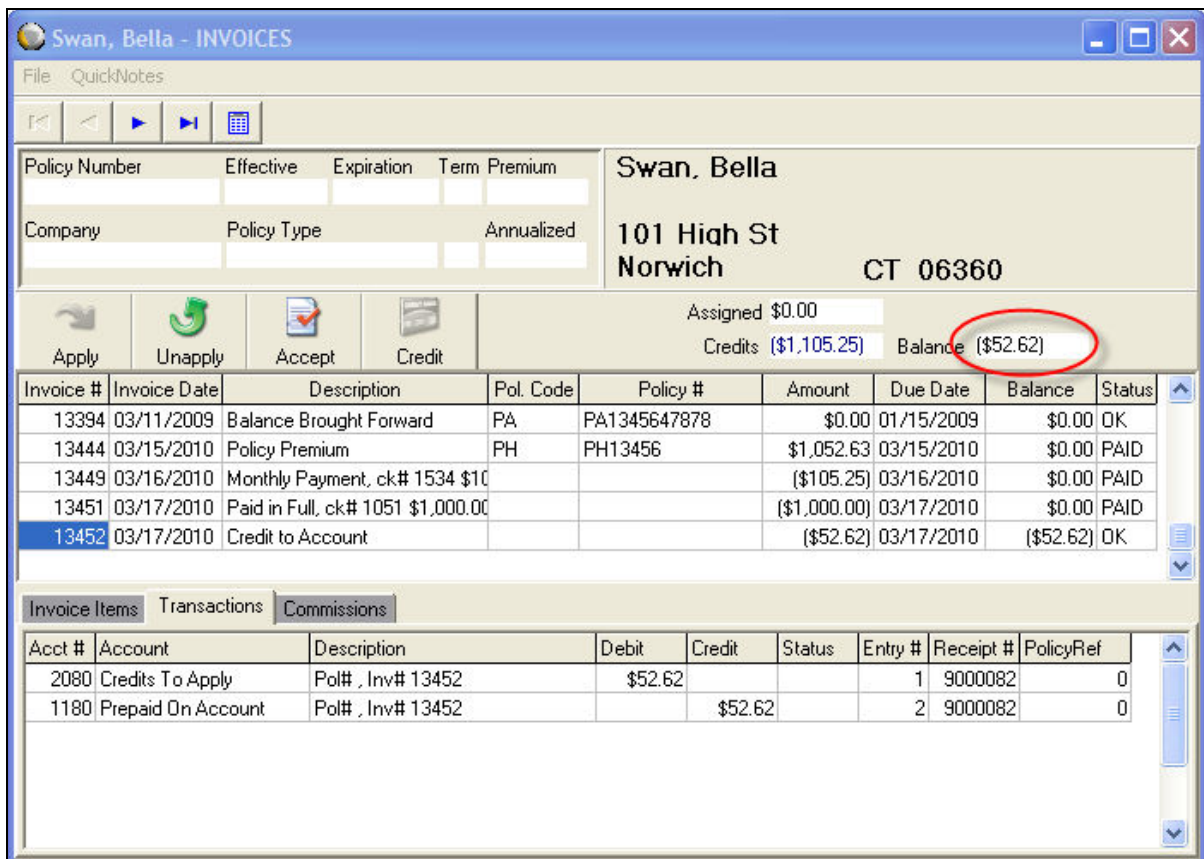 Swan, Bella - INVOICES
File QuickNotes
Policy Number Effective Expiration Term Premium
Company Policy Type Annualized
Swan, Bella
101 High St
Norwich CT 06360
Apply Unapply Accept Credit
Assigned $0.00
Credits ($1,105.25) Balance ($52.62)
Invoice # Invoice Date Description Pol. Code Policy # Amount Due Date Balance Status
13394 03/11/2009 Balance Brought Forward PA PA1345647878 $0.00 01/15/2009 $0.00 OK
13444 03/15/2010 Policy Premium PH PH13456 $1,052.63 03/15/2010 $0.00 PAID
13449 03/16/2010 Monthly Payment, ck# 1534 $10 ($105.25) 03/16/2010 $0.00 PAID
13451 03/17/2010 Paid in Full, ck# 1051 $1,000.00 ($1,000.00) 03/17/2010 $0.00 PAID
13452 03/17/2010 Credit to Account ($52.62) 03/17/2010 ($52.62) OK
Invoice Items Transactions Commissions
Acct # Account Description Debit Credit Status Entry # Receipt # PolicyRef
2080 Credits To Apply Pol# , Inv# 13452 $52.62 1 9000082 0
1180 Prepaid On Account Pol# , Inv# 13452 $52.62 2 9000082 0